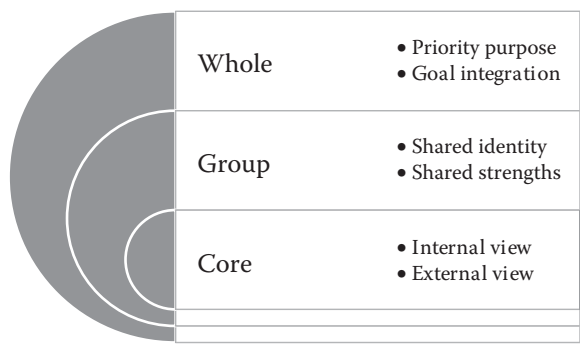 Whole
• Priority purpose
• Goal integration
Group
• Shared identity
• Shared strengths
Core
• Internal view
• External view